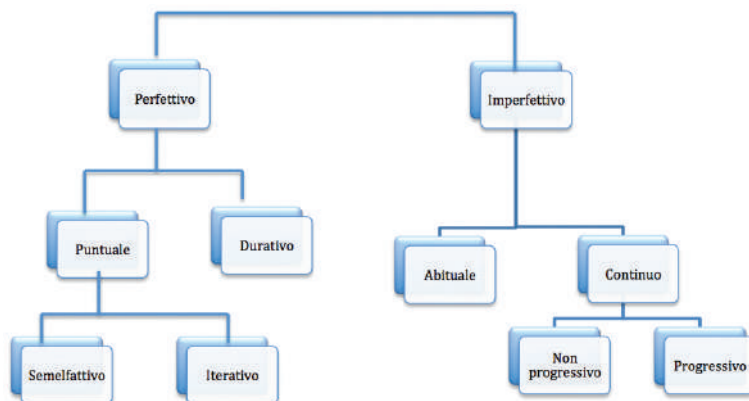 Perfettivo
Imperfettivo
Puntuale
Durativo
Abituale
Continuo
Semelfattivo
Iterativo
Non
progressivo
Progressivo